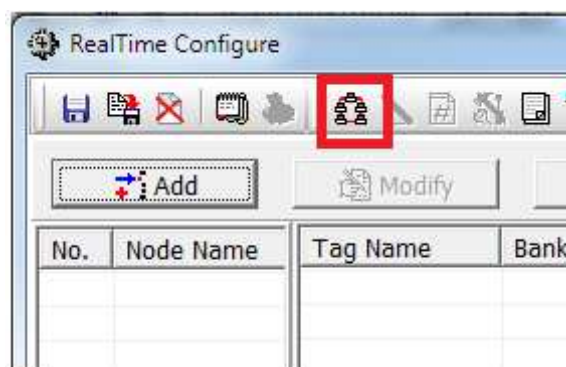 RealTime Configure
Add
Modify
No.
Node Name
Tag Name
Bank